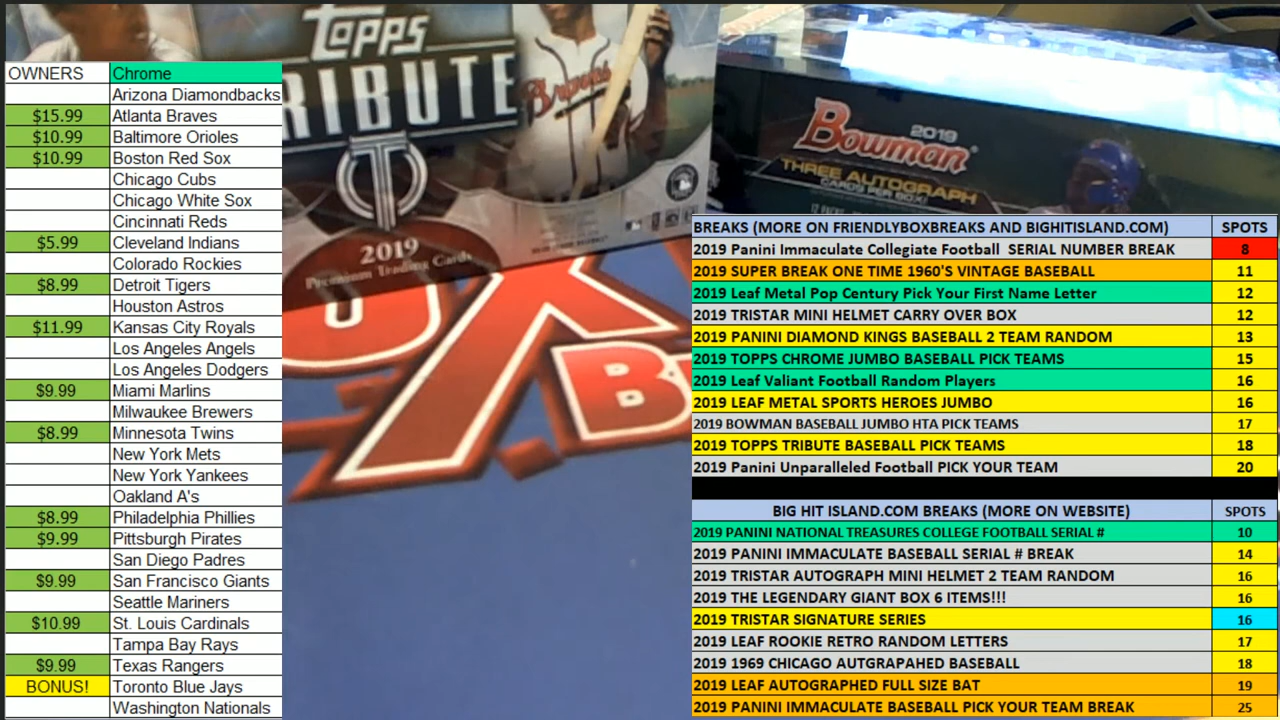 OWNERS Chrome
Arizona Diamondbacks
$15.99 Atlanta Braves
$10.99 Baltimore Orioles
$10.99 Boston Red Sox
Chicago Cubs
Chicago White Sox
Cincinnati Reds
$5.99 Cleveland Indians
Colorado Rockies
$8.99 Detroit Tigers
Houston Astros
$11.99 Kansas City Royals
Los Angeles Angels
Los Angeles Dodgers
$9.99 Miami Marlins
Milwaukee Brewers
$8.99 Minnesota Twins
New York Mets
New York Yankees
Oakland A's
$8.99 Philadelphia Phillies
$9.99 Pittsburgh Pirates
San Diego Padres
$9.99 San Francisco Giants
Seattle Mariners
$10.99 St. Louis Cardinals
Tampa Bay Rays
$9.99 Texas Rangers
BONUS! Toronto Blue Jays
Washington Nationals
TOPPS
RIBUTE
Braves
2019
Premium Trading Cards
OX
B
2019
Bowman
THREE AUTOGRAPH
CARDS PER BOX!
BREAKS (MORE ON FRIENDLYBOXBREAKS AND BIGHITISLAND.COM) SPOTS
2019 Panini Immaculate Collegiate Football SERIAL NUMBER BREAK 8
2019 SUPER BREAK ONE TIME 1960'S VINTAGE BASEBALL 11
2019 Leaf Metal Pop Century Pick Your First Name Letter 12
2019 TRISTAR MINI HELMET CARRY OVER BOX 12
2019 PANINI DIAMOND KINGS BASEBALL 2 TEAM RANDOM 13
2019 TOPPS CHROME JUMBO BASEBALL PICK TEAMS 15
2019 Leaf Valiant Football Random Players 16
2019 LEAF METAL SPORTS HEROES JUMBO 16
2019 BOWMAN BASEBALL JUMBO HTA PICK TEAMS 17
2019 TOPPS TRIBUTE BASEBALL PICK TEAMS 18
2019 Panini Unparalleled Football PICK YOUR TEAM 20
BIG HIT ISLAND.COM BREAKS (MORE ON WEBSITE) SPOTS
2019 PANINI NATIONAL TREASURES COLLEGE FOOTBALL SERIAL # 10
2019 PANINI IMMACULATE BASEBALL SERIAL # BREAK 14
2019 TRISTAR AUTOGRAPH MINI HELMET 2 TEAM RANDOM 16
2019 THE LEGENDARY GIANT BOX 6 ITEMS!!! 16
2019 TRISTAR SIGNATURE SERIES 16
2019 LEAF ROOKIE RETRO RANDOM LETTERS 17
2019 1969 CHICAGO AUTGRAPAHED BASEBALL 18
2019 LEAF AUTOGRAPHED FULL SIZE BAT 19
2019 PANINI IMMACULATE BASEBALL PICK YOUR TEAM BREAK 25